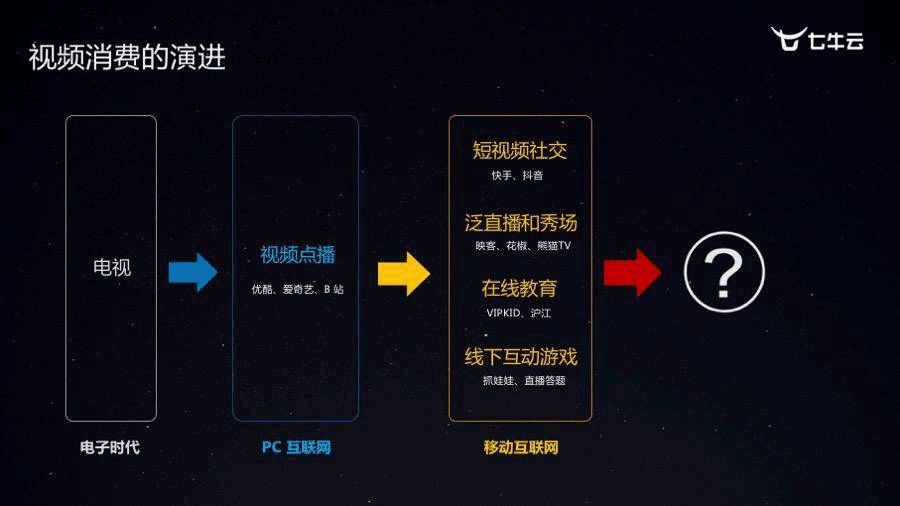 七牛云
视频消费的演进
电视
电子时代
视频点播
优酷、爱奇艺、B 站
PC 互联网
短视频社交
快手、抖音
泛直播和秀场
映客、花椒、熊猫TV
在线教育
VIPKID、沪江
线下互动游戏
抓娃娃、直播答题
移动互联网
?